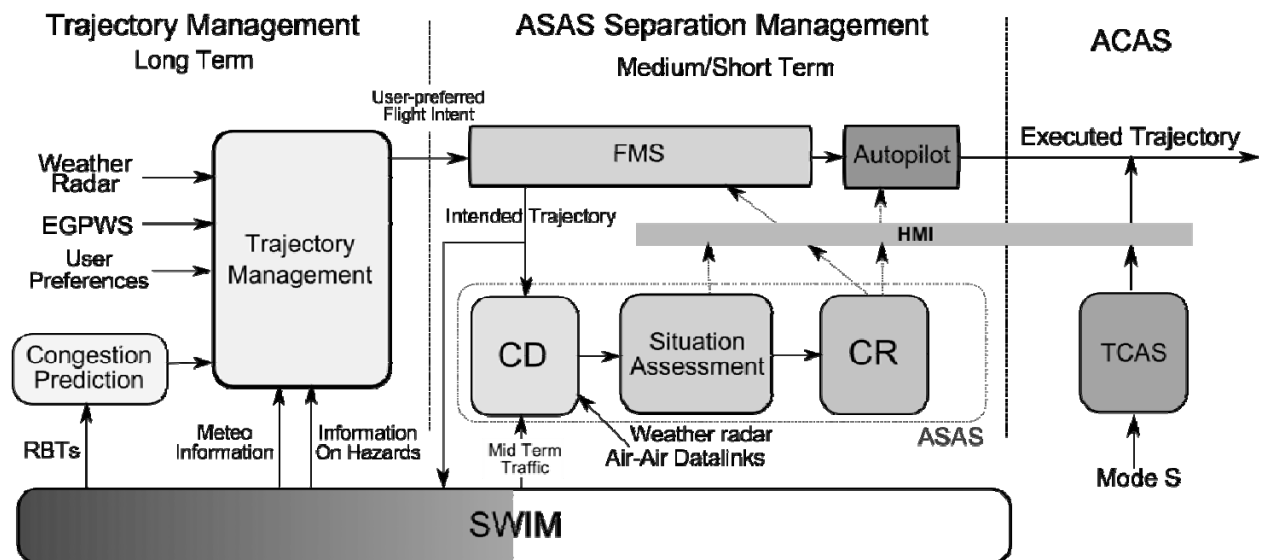 Trajectory Management
Long Term
ASAS Separation Management
Medium/Short Term
ACAS
User-preferred
Flight Intent
Weather
Radar
EGPWS
User
Preferences
Trajectory
Management
Congestion
Prediction
RBTs
Meteo
Information
Information
On Hazards
FMS
Autopilot
Executed Trajectory
Intended Trajectory
HMI
CD
Situation
Assessment
CR
TCAS
ASAS
Mid Term
Traffic
Weather radar
Air-Air Datalinks
Mode S
SWIM